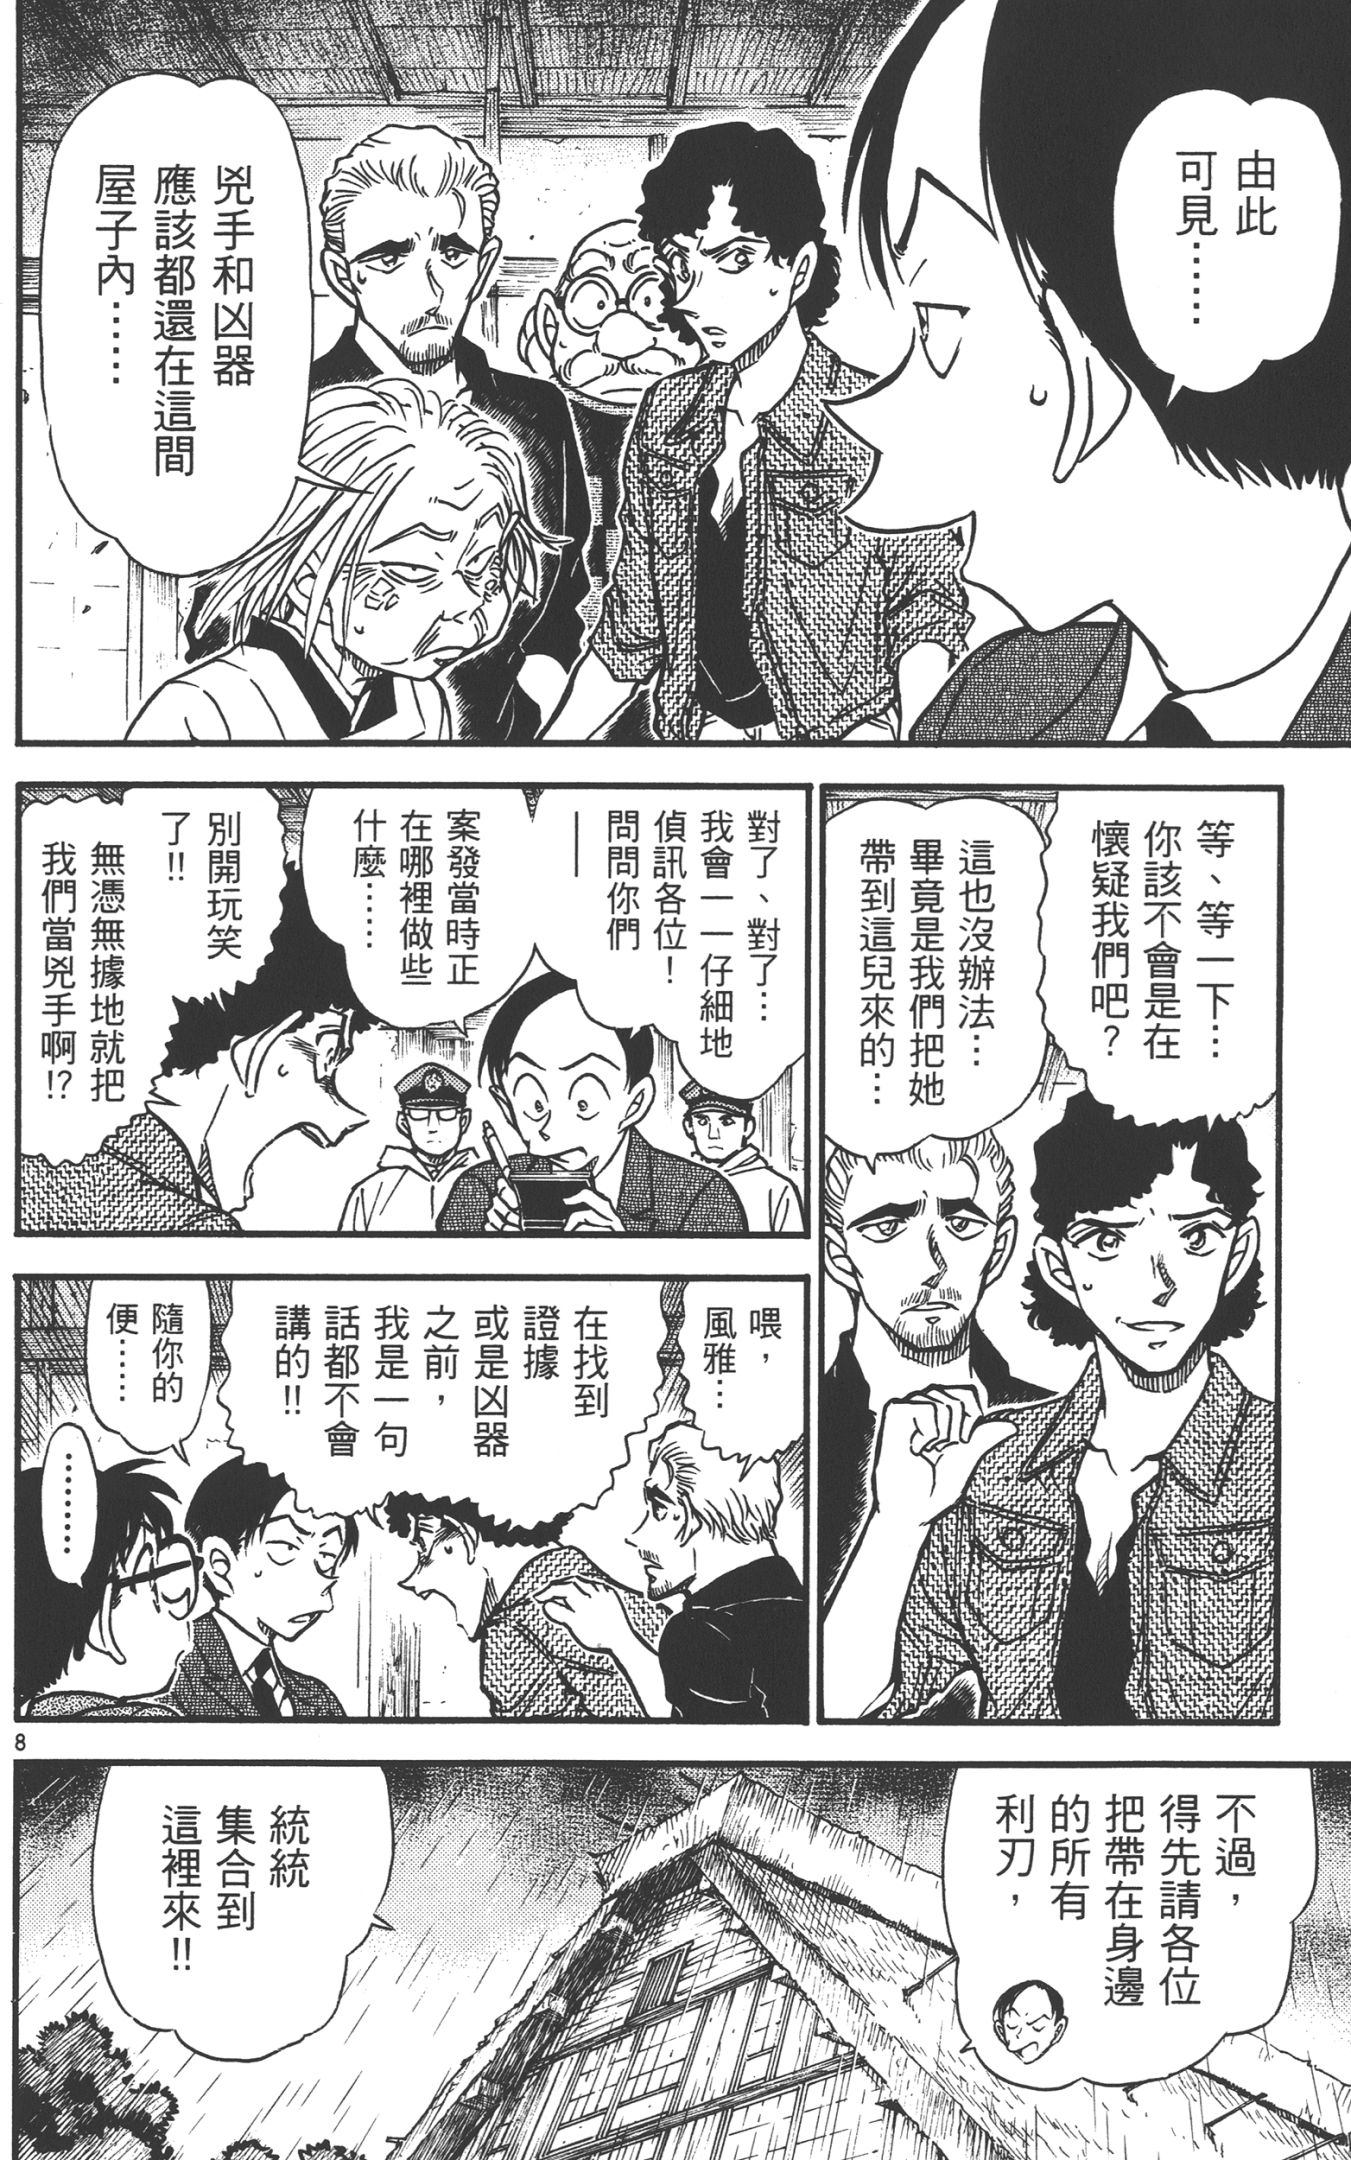 由此
可見……
兇手和凶器
應該都還在這間
屋子內……
等、等一下…
你該不會是在
懷疑我們吧？
這也沒辦法…
畢竟是我們把她
帶到這兒來的…
對了、對了…
我會一一仔細地
偵訊各位！
問問你們
——
案發當時正
在哪裡做些
什麼……
別開玩笑
了!!
無憑無據地就把
我們當兇手啊!?
喂，
風雅…
在找到
證據
或是凶器
之前，
我是一句
話都不會
講的!!
隨你的
便……
………
8
不過，
得先請各位
把帶在身邊
的所有
利刃，
統統
集合到
這裡來!!